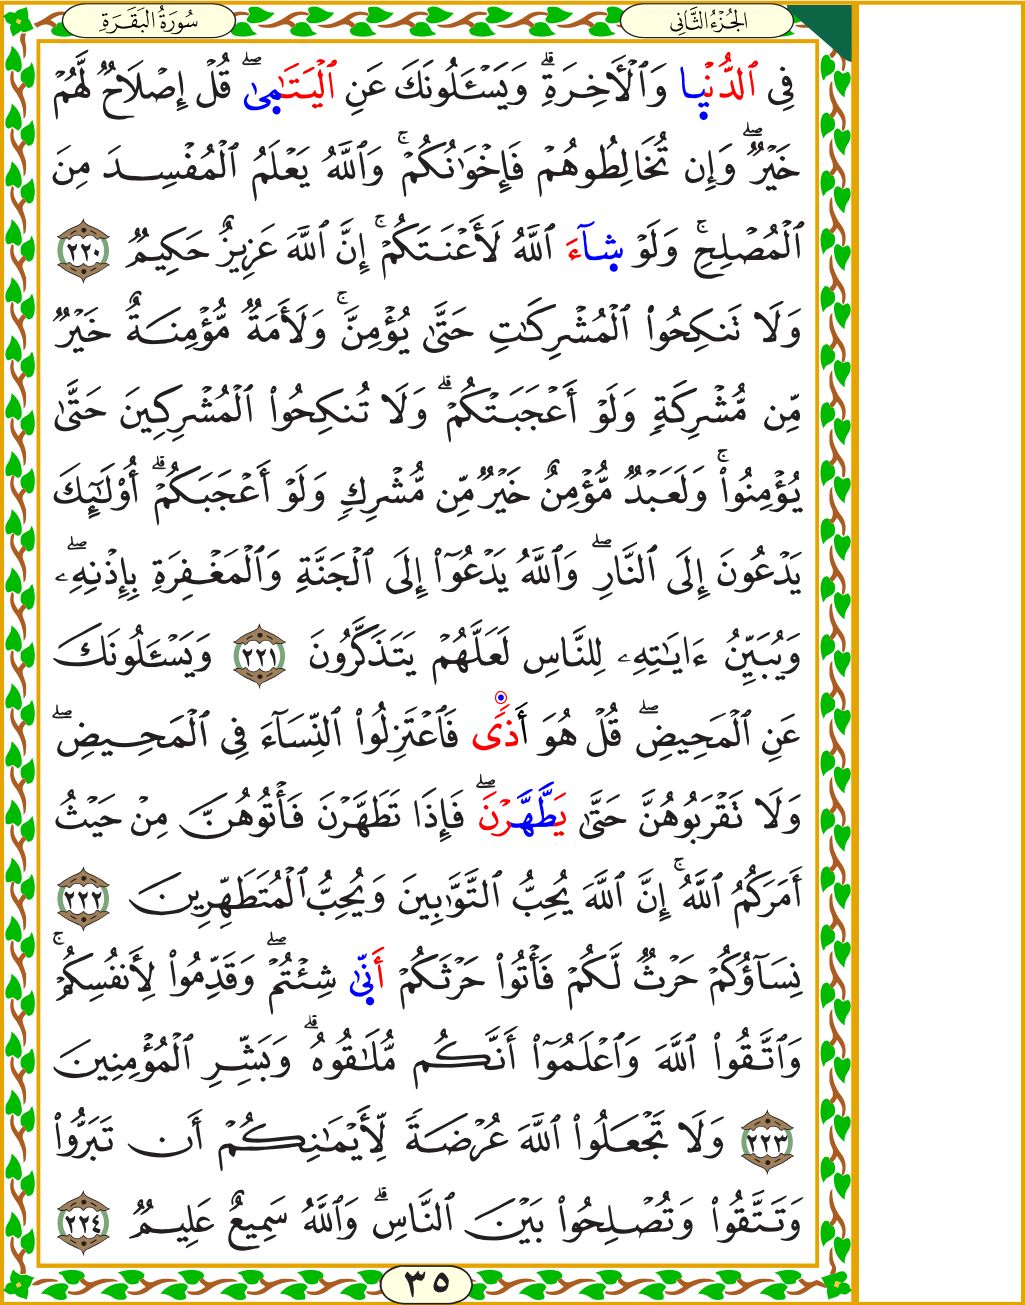 الجُزْءُ الثَّانِي
سُورَةُ البَقَرَةِ
فِي ٱلدُّنۡيِا وَٱلۡأٓخِرَةِۗ وَيَسۡـَٔلُونَكَ عَنِ ٱلۡيَتَٰمِىٰۖ قُلۡ إِصۡلَاحٞ لَّهُمۡ
خَيۡرٞۖ وَإِن تُخَالِطُوهُمۡ فَإِخۡوَٰنُكُمۡۚ وَٱللَّهُ يَعۡلَمُ ٱلۡمُفۡسِدَ مِنَ
ٱلۡمُصۡلِحِۚ وَلَوۡ شِآءَ ٱللَّهُ لَأَعۡنَتَكُمۡۚ إِنَّ ٱللَّهَ عَزِيزٌ حَكِيمٞ ٢٢٠
وَلَا تَنكِحُواْ ٱلۡمُشۡرِكَٰتِ حَتَّىٰ يُؤۡمِنَّۚ وَلَأَمَةٞ مُّؤۡمِنَةٌ خَيۡرٞ
مِّن مُّشۡرِكَةٖ وَلَوۡ أَعۡجَبَتۡكُمۡۗ وَلَا تُنكِحُواْ ٱلۡمُشۡرِكِينَ حَتَّىٰ
يُؤۡمِنُواْۚ وَلَعَبۡدٞ مُّؤۡمِنٌ خَيۡرٞ مِّن مُّشۡرِكٖ وَلَوۡ أَعۡجَبَكُمۡۗ أُوْلَٰٓئِكَ
يَدۡعُونَ إِلَى ٱلنَّارِۖ وَٱللَّهُ يَدۡعُوٓاْ إِلَى ٱلۡجَنَّةِ وَٱلۡمَغۡفِرَةِ بِإِذۡنِهِۦۖ
وَيُبَيِّنُ ءَايَٰتِهِۦ لِلنَّاسِ لَعَلَّهُمۡ يَتَذَكَّرُونَ ٢٢١ وَيَسۡـَٔلُونَكَ
عَنِ ٱلۡمَحِيضِۖ قُلۡ هُوَ أَذٗى فَٱعۡتَزِلُواْ ٱلنِّسَآءَ فِي ٱلۡمَحِيضِۖ
وَلَا تَقۡرَبُوهُنَّ حَتَّىٰ يَطَّهَّرۡنَۖ فَإِذَا تَطَهَّرۡنَ فَأۡتُوهُنَّ مِنۡ حَيۡثُ
أَمَرَكُمُ ٱللَّهُۚ إِنَّ ٱللَّهَ يُحِبُّ ٱلتَّوَّٰبِينَ وَيُحِبُّ ٱلۡمُتَطَهِّرِينَ ٢٢٢
نِسَآؤُكُمۡ حَرۡثٞ لَّكُمۡ فَأۡتُواْ حَرۡثَكُمۡ أَنِّىٰ شِئۡتُمۡۖ وَقَدِّمُواْ لِأَنفُسِكُمۡۚ
وَٱتَّقُواْ ٱللَّهَ وَٱعۡلَمُوٓاْ أَنَّكُم مُّلَٰقُوهُۗ وَبَشِّرِ ٱلۡمُؤۡمِنِينَ
٢٢٣ وَلَا تَجۡعَلُواْ ٱللَّهَ عُرۡضَةٗ لِّأَيۡمَٰنِكُمۡ أَن تَبَرُّواْ
وَتَتَّقُواْ وَتُصۡلِحُواْ بَيۡنَ ٱلنَّاسِۗ وَٱللَّهُ سَمِيعٌ عَلِيمٞ ٢٢٤
٣٥